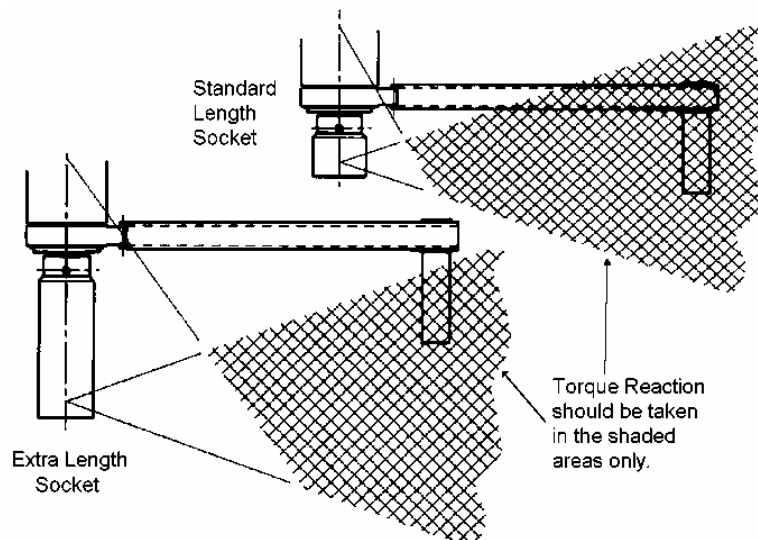 Standard
Length
Socket
Extra Length
Socket
Torque Reaction
should be taken
in the shaded
areas only.